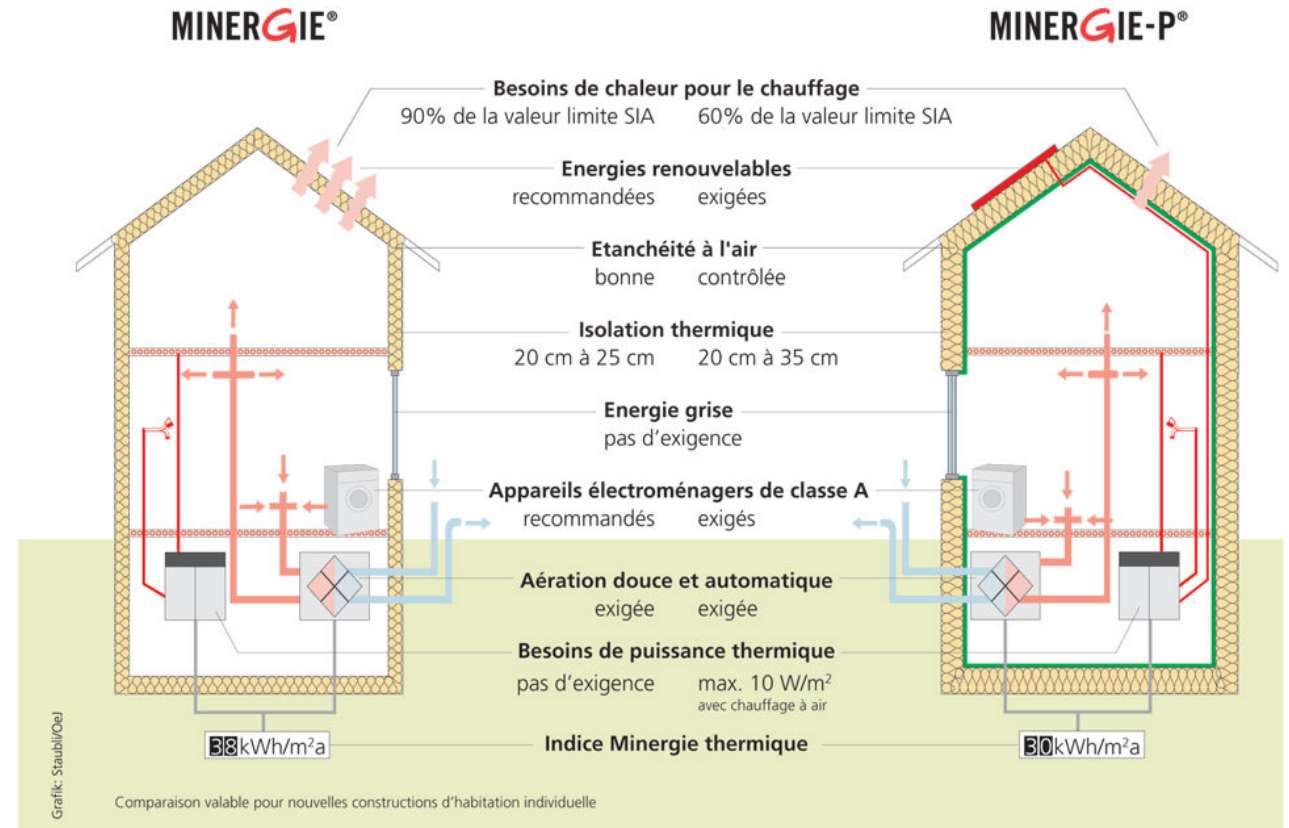 MINERGIE® MINERGIE-P®
Besoins de chaleur pour le chauffage
90% de la valeur limite SIA 60% de la valeur limite SIA
Energies renouvelables
recommandées exigées
Etanchéité à l'air
bonne contrôlée
Isolation thermique
20 cm à 25 cm 20 cm à 35 cm
Energie grise
pas d’exigence
Appareils électroménagers de classe A
recommandés exigés
Aération douce et automatique
exigée exigée
Besoins de puissance thermique
pas d’exigence max. 10 W/m²
avec chauffage à air
38kWh/m²a Indice Minergie thermique 30kWh/m²a
Comparaison valable pour nouvelles constructions d’habitation individuelle
Grafik: Staubli/OeJ